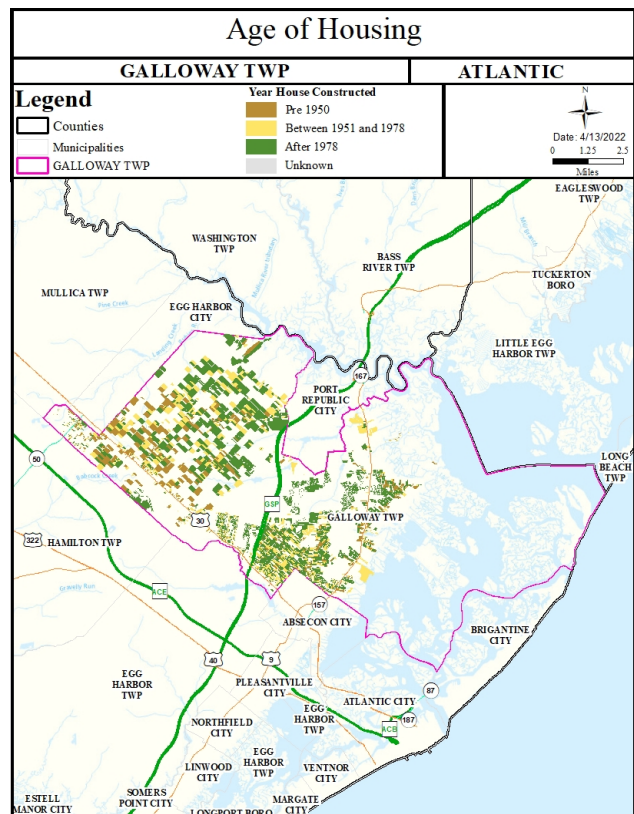 Age of Housing
GALLOWAY TWP
ATLANTIC
Legend
Counties
Municipalities
GALLOWAY TWP
Year House Constructed
Pre 1950
Between 1951 and 1978
After 1978
Unknown
N
Date: 4/13/2022
0 1.25 2.5
Miles
EAGLESWOOD
TWP
WASHINGTON
TWP
BASS
RIVER TWP
TUCKERTON
BORO
MULLICA TWP
EGG HARBOR
CITY
LITTLE EGG
HARBOR TWP
167
PORT
REPUBLIC
CITY
50
LONG
BEACH
TWP
GSP
30
GALLOWAY TWP
322
HAMILTON TWP
ACE
157
ABSECON CITY
BRIGANTINE
CITY
40
9
EGG
HARBOR
TWP
PLEASANTVILLE
CITY
87
ATLANTIC CITY
EGG
HARBOR
TWP
187
NORTHFIELD
CITY
ACB
EGG
HARBOR
TWP
LINWOOD
CITY
VENTNOR
CITY
SOMERS
POINT CITY
MARGATE
CITY
ESTELL
MANOR CITY
LONGPORT BORO